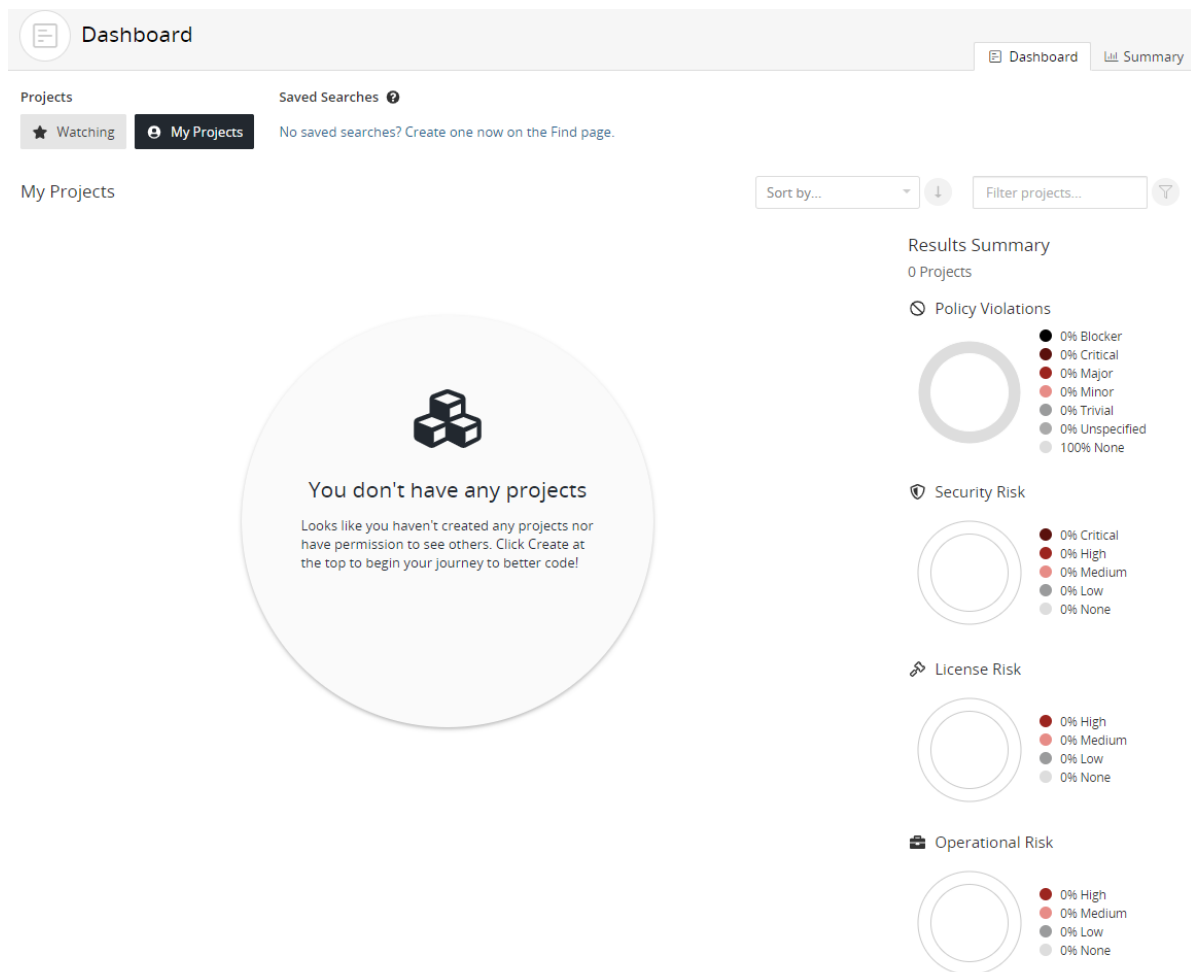 Dashboard
Dashboard
Summary
Projects
Saved Searches
Watching
My Projects
No saved searches? Create one now on the Find page.
My Projects
Sort by...
Filter projects...
Results Summary
0 Projects
Policy Violations
0% Blocker
0% Critical
0% Major
0% Minor
0% Trivial
0% Unspecified
100% None
You don't have any projects
Looks like you haven't created any projects nor
have permission to see others. Click Create at
the top to begin your journey to better code!
Security Risk
0% Critical
0% High
0% Medium
0% Low
0% None
License Risk
0% High
0% Medium
0% Low
0% None
Operational Risk
0% High
0% Medium
0% Low
0% None